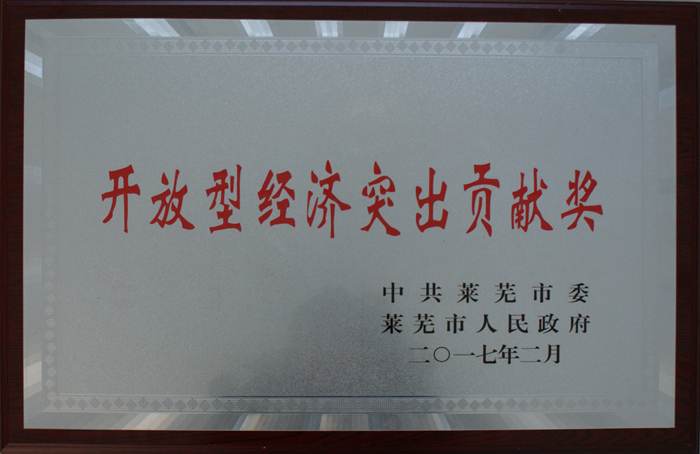 开放型经济突出贡献奖
中共莱芜市委
莱芜市人民政府
二〇一七年二月